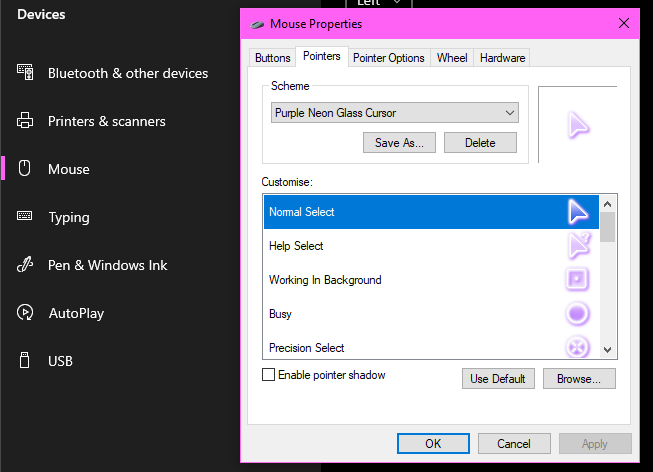 Devices
Bluetooth & other devices
Printers & scanners
Mouse
Typing
Pen & Windows Ink
AutoPlay
USB
Left
Mouse Properties
Buttons Pointers Pointer Options Wheel Hardware
Scheme
Purple Neon Glass Cursor
Save As... Delete
Customise:
Normal Select
Help Select
Working In Background
Busy
Precision Select
Enable pointer shadow
Use Default Browse...
OK Cancel Apply